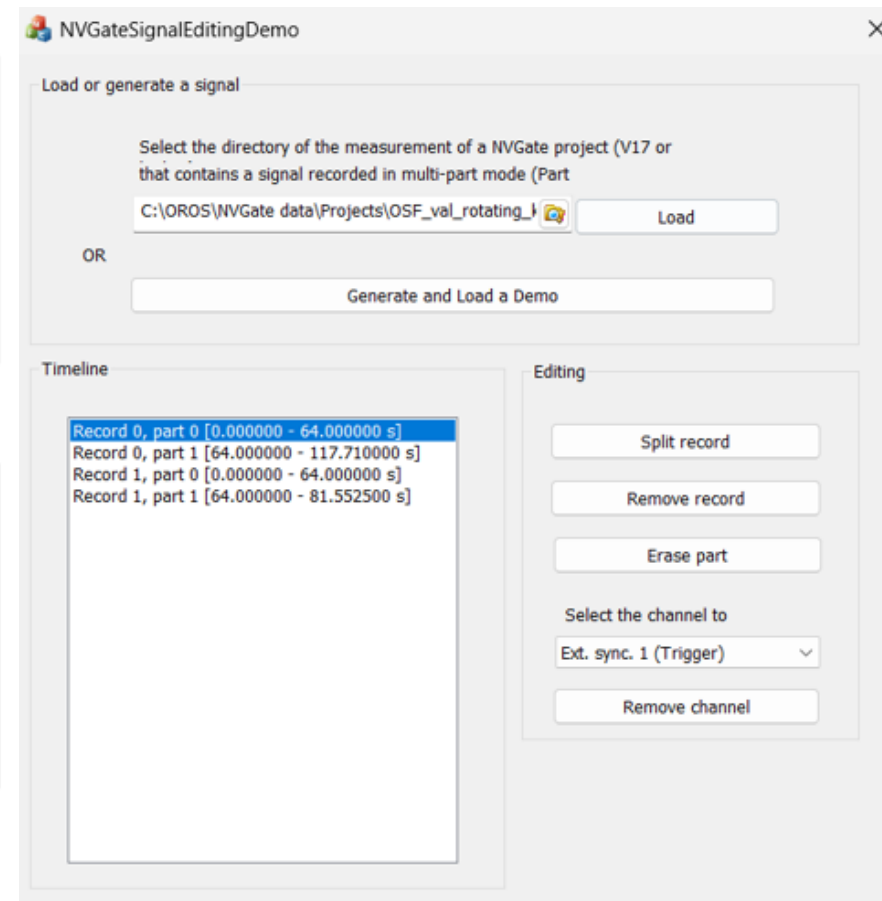 NVGateSignalEditingDemo
Load or generate a signal
Select the directory of the measurement of a NVGate project (V17 or
that contains a signal recorded in multi-part mode (Part
C:\OROS\NVGate data\Projects\OSF_val_rotating_
Load
OR
Generate and Load a Demo
Timeline
Editing
Record 0, part 0 [0.000000 - 64.000000 s]
Record 0, part 1 [64.000000 - 117.710000 s]
Record 1, part 0 [0.000000 - 64.000000 s]
Record 1, part 1 [64.000000 - 81.552500 s]
Split record
Remove record
Erase part
Select the channel to
Ext. sync. 1 (Trigger)
Remove channel